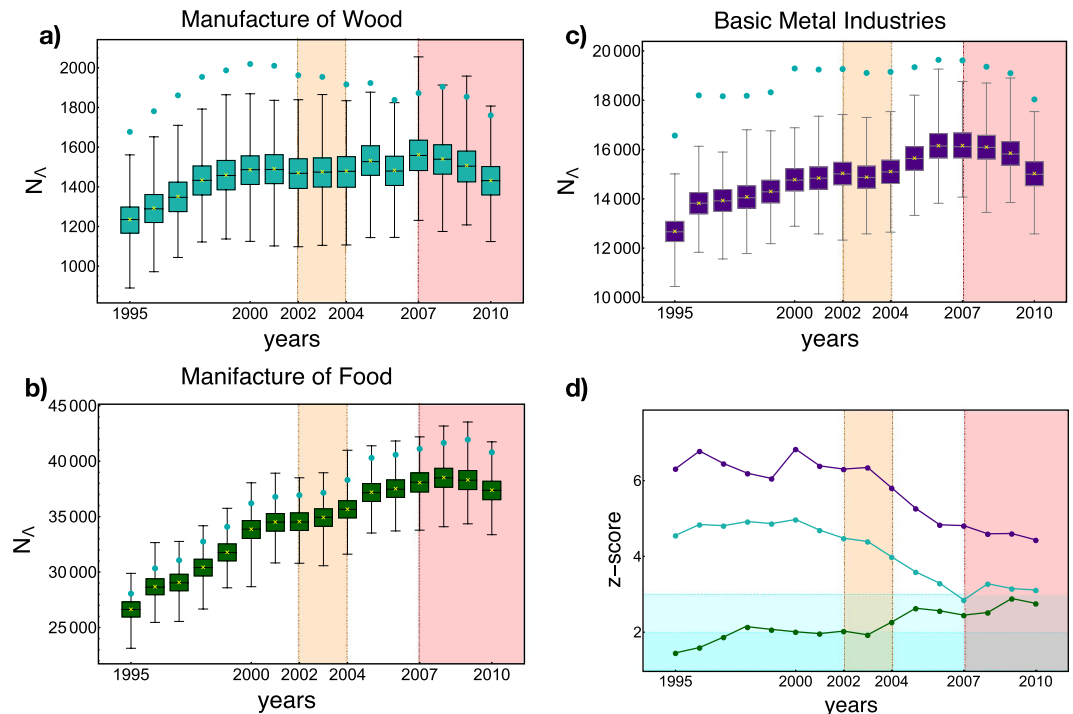 Manufacture of Wood
a)
2000
1800
1600
1400
1200
1000
N_Λ
1995 2000 2002 2004 2007 2010
years
Manifacture of Food
b)
45 000
40 000
35 000
30 000
25 000
N_Λ
1995 2000 2002 2004 2007 2010
years
Basic Metal Industries
c)
20 000
18 000
16 000
14 000
12 000
10 000
N_Λ
1995 2000 2002 2004 2007 2010
years
d)
6
4
2
z-score
1995 2000 2002 2004 2007 2010
years